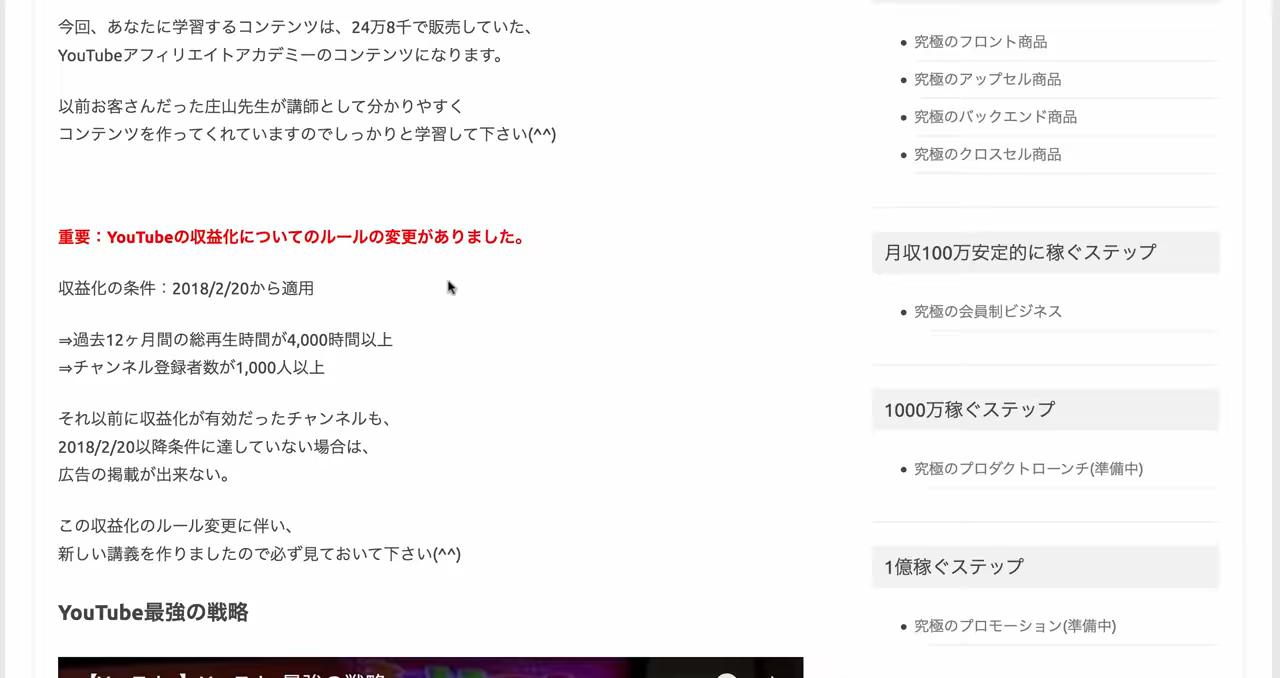 今回、あなたに学習するコンテンツは、24万8千で販売していた、
YouTubeアフィリエイトアカデミーのコンテンツになります。
以前お客さんだった庄山先生が講師として分かりやすく
コンテンツを作ってくれていますのでしっかりと学習して下さい(^^)
重要：YouTubeの収益化についてのルールの変更がありました。
収益化の条件：2018/2/20から適用
⇒過去12ヶ月間の総再生時間が4,000時間以上
⇒チャンネル登録者数が1,000人以上
それ以前に収益化が有効だったチャンネルも、
2018/2/20以降条件に達していない場合は、
広告の掲載が出来ない。
この収益化のルール変更に伴い、
新しい講義を作りましたので必ず見ておいて下さい(^^)
YouTube最強の戦略
究極のフロント商品
究極のアップセル商品
究極のバックエンド商品
究極のクロスセル商品
月収100万安定的に稼ぐステップ
究極の会員制ビジネス
1000万稼ぐステップ
究極のプロダクトローンチ(準備中)
1億稼ぐステップ
究極のプロモーション(準備中)